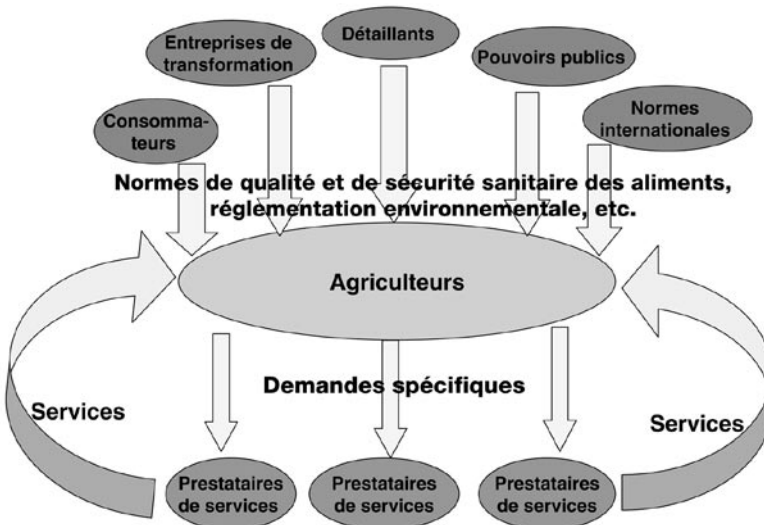 Entreprises de
transformation
Détaillants
Pouvoirs publics
Consomma-
teurs
Normes
internationales
Normes de qualité et de sécurité sanitaire des aliments,
réglementation environnementale, etc.
Agriculteurs
Demandes spécifiques
Services
Services
Prestataires
de services
Prestataires
de services
Prestataires
de services